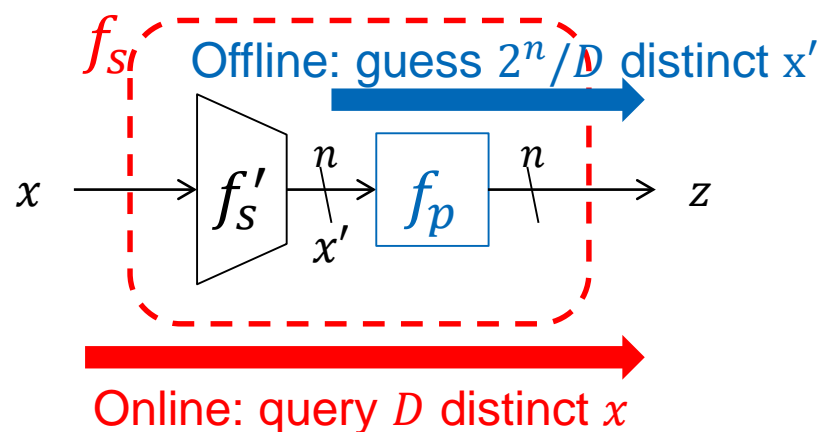 f_s
Offline: guess 2^n/D distinct x′
n
n
x
f_s′
f_p
z
x′
Online: query D distinct x